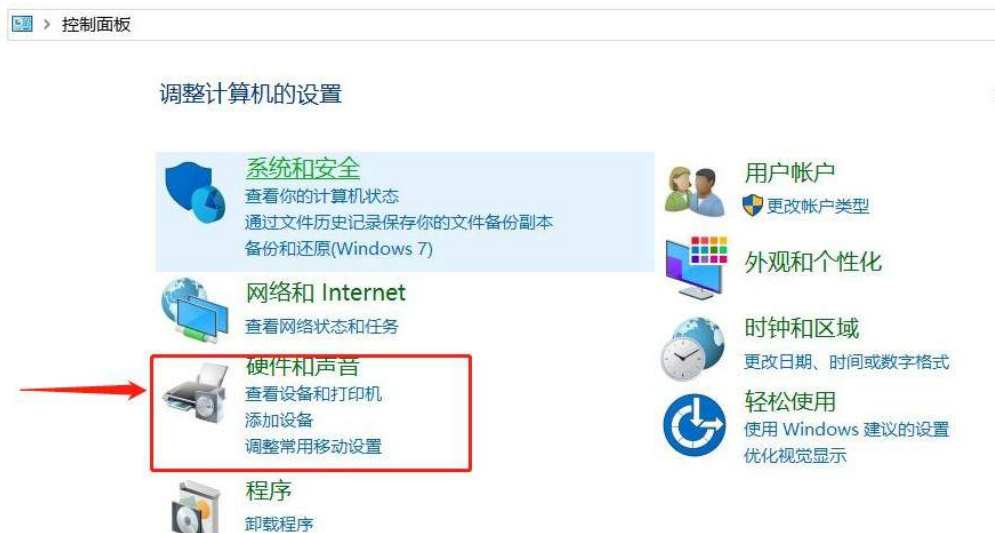 控制面板
调整计算机的设置
系统和安全
查看你的计算机状态
通过文件历史记录保存你的文件备份副本
备份和还原(Windows 7)
网络和 Internet
查看网络状态和任务
硬件和声音
查看设备和打印机
添加设备
调整常用移动设置
程序
卸载程序
用户帐户
更改帐户类型
外观和个性化
时钟和区域
更改日期、时间或数字格式
轻松使用
使用 Windows 建议的设置
优化视觉显示